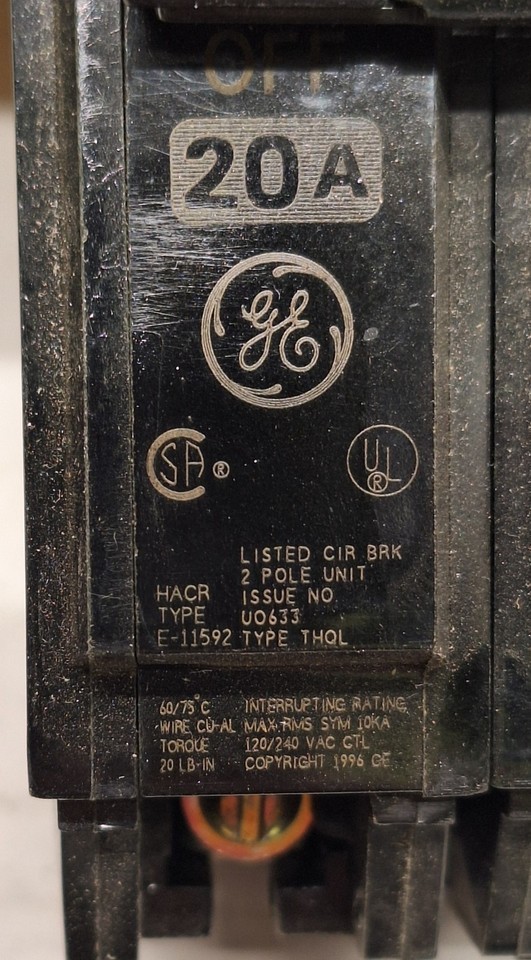 OFF
20A
GE
SA®
UL®
LISTED CIR BRK
2 POLE UNIT
HACR ISSUE NO
TYPE UO633
E-11592 TYPE THQL
60/75°C INTERRUPTING RATING
WIRE CU-AL MAX RMS SYM 10KA
TORQUE 120/240 VAC CTL
20 LB-IN COPYRIGHT 1996 GE